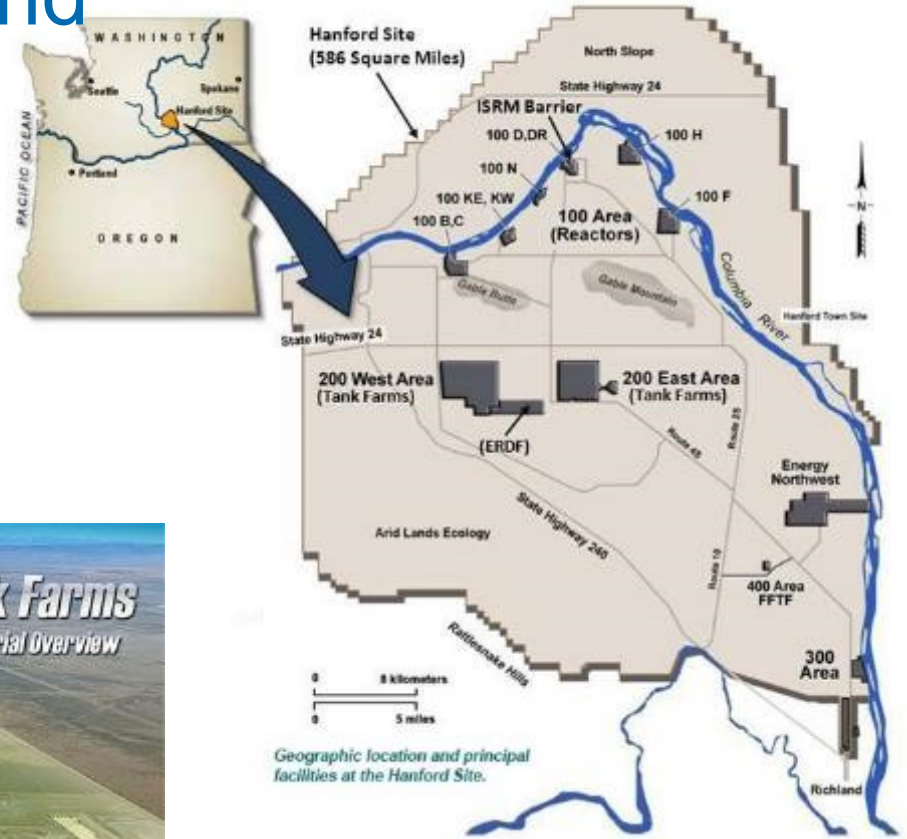 nd
WASHINGTON
Seattle
Spokane
Hanford Site
PACIFIC OCEAN
Portland
OREGON
Hanford Site
(586 Square Miles)
North Slope
State Highway 24
ISRM Barrier
100 D,DR
100 H
100 N
100 KE, KW
100 F
100 B,C
100 Area
(Reactors)
N
Gable Butte
Gable Mountain
Columbia
River
Hanford Town Site
State Highway 24
200 West Area
(Tank Farms)
200 East Area
(Tank Farms)
(ERDF)
Route 2S
Route 4S
Energy
Northwest
State Highway 240
Arid Lands Ecology
Route 10
400 Area
FFTF
Rattlesnake Hills
300
Area
0 8 kilometers
0 5 miles
Geographic location and principal
facilities at the Hanford Site.
Richland
k Farms
rial Overview